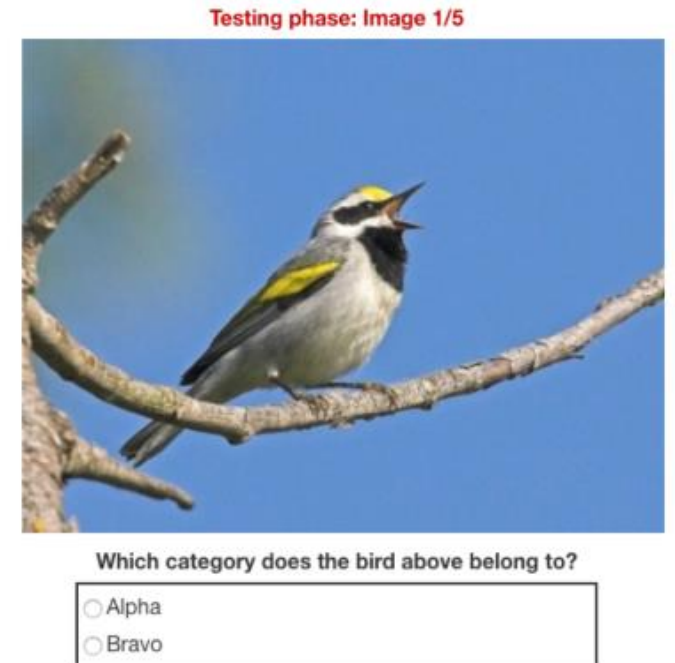 Testing phase: Image 1/5
Which category does the bird above belong to?
Alpha
Bravo